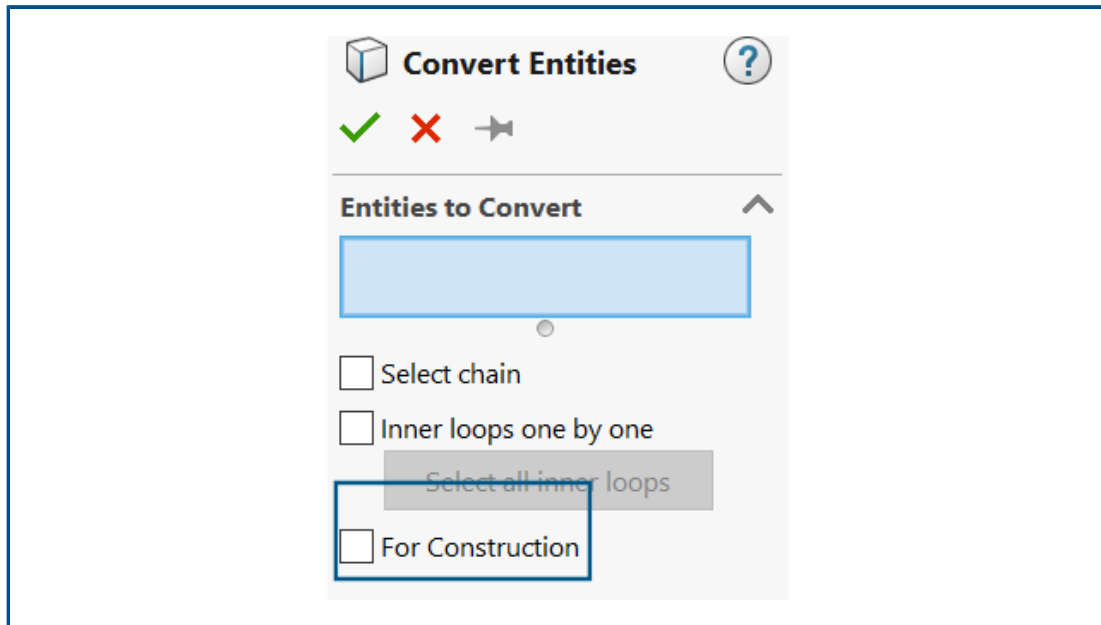 Convert Entities ?
Entities to Convert
Select chain
Inner loops one by one
Select all inner loops
For Construction